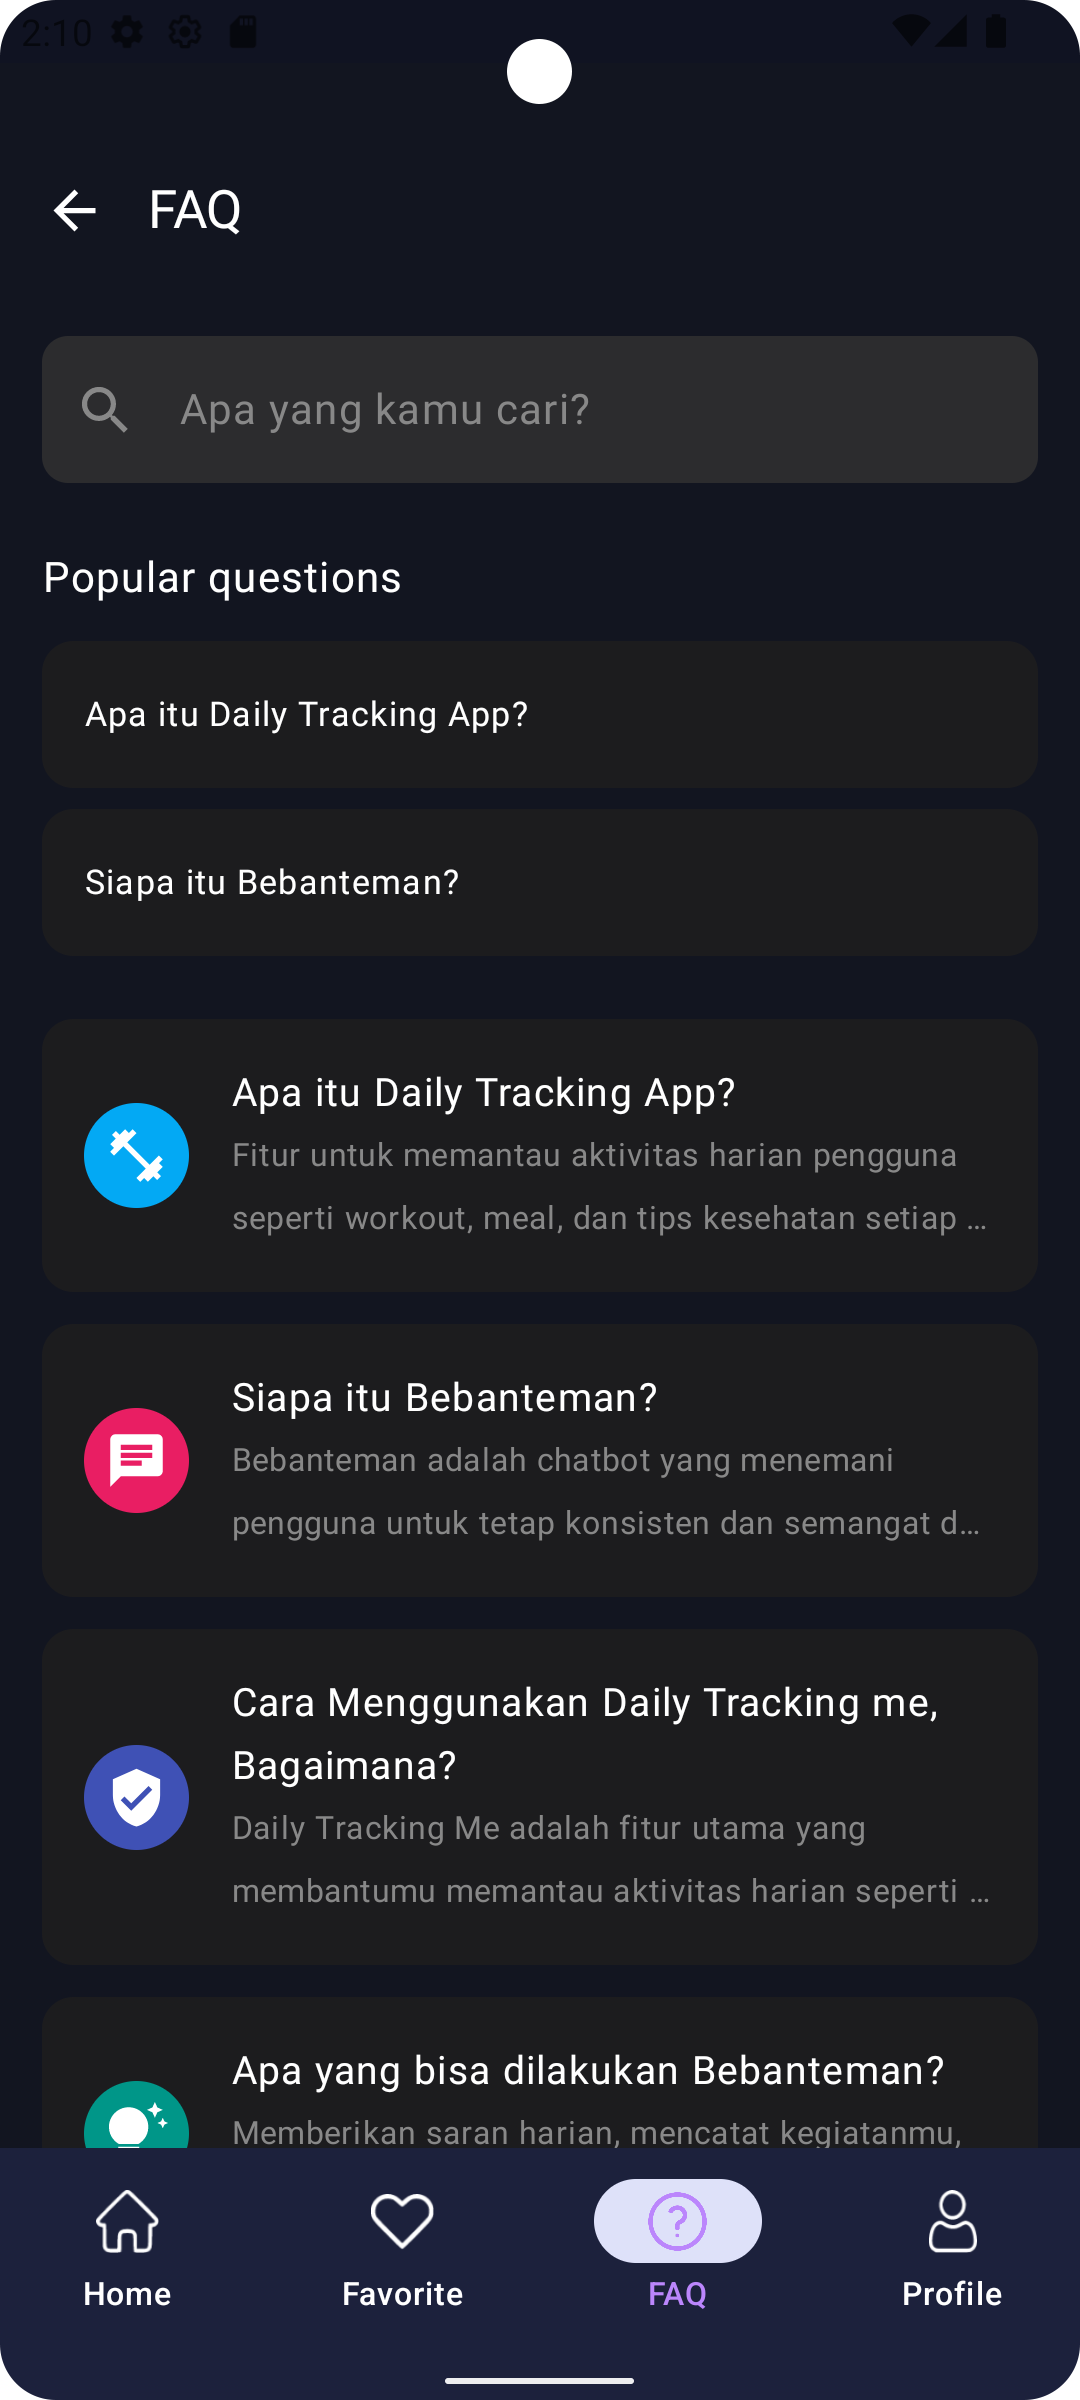 2:10
FAQ
Apa yang kamu cari?
Popular questions
Apa itu Daily Tracking App?
Siapa itu Bebanteman?
Apa itu Daily Tracking App?
Fitur untuk memantau aktivitas harian pengguna
seperti workout, meal, dan tips kesehatan setiap ...
Siapa itu Bebanteman?
Bebanteman adalah chatbot yang menemani
pengguna untuk tetap konsisten dan semangat d...
Cara Menggunakan Daily Tracking me,
Bagaimana?
Daily Tracking Me adalah fitur utama yang
membantumu memantau aktivitas harian seperti ...
Apa yang bisa dilakukan Bebanteman?
Memberikan saran harian, mencatat kegiatanmu,
Home
Favorite
FAQ
Profile